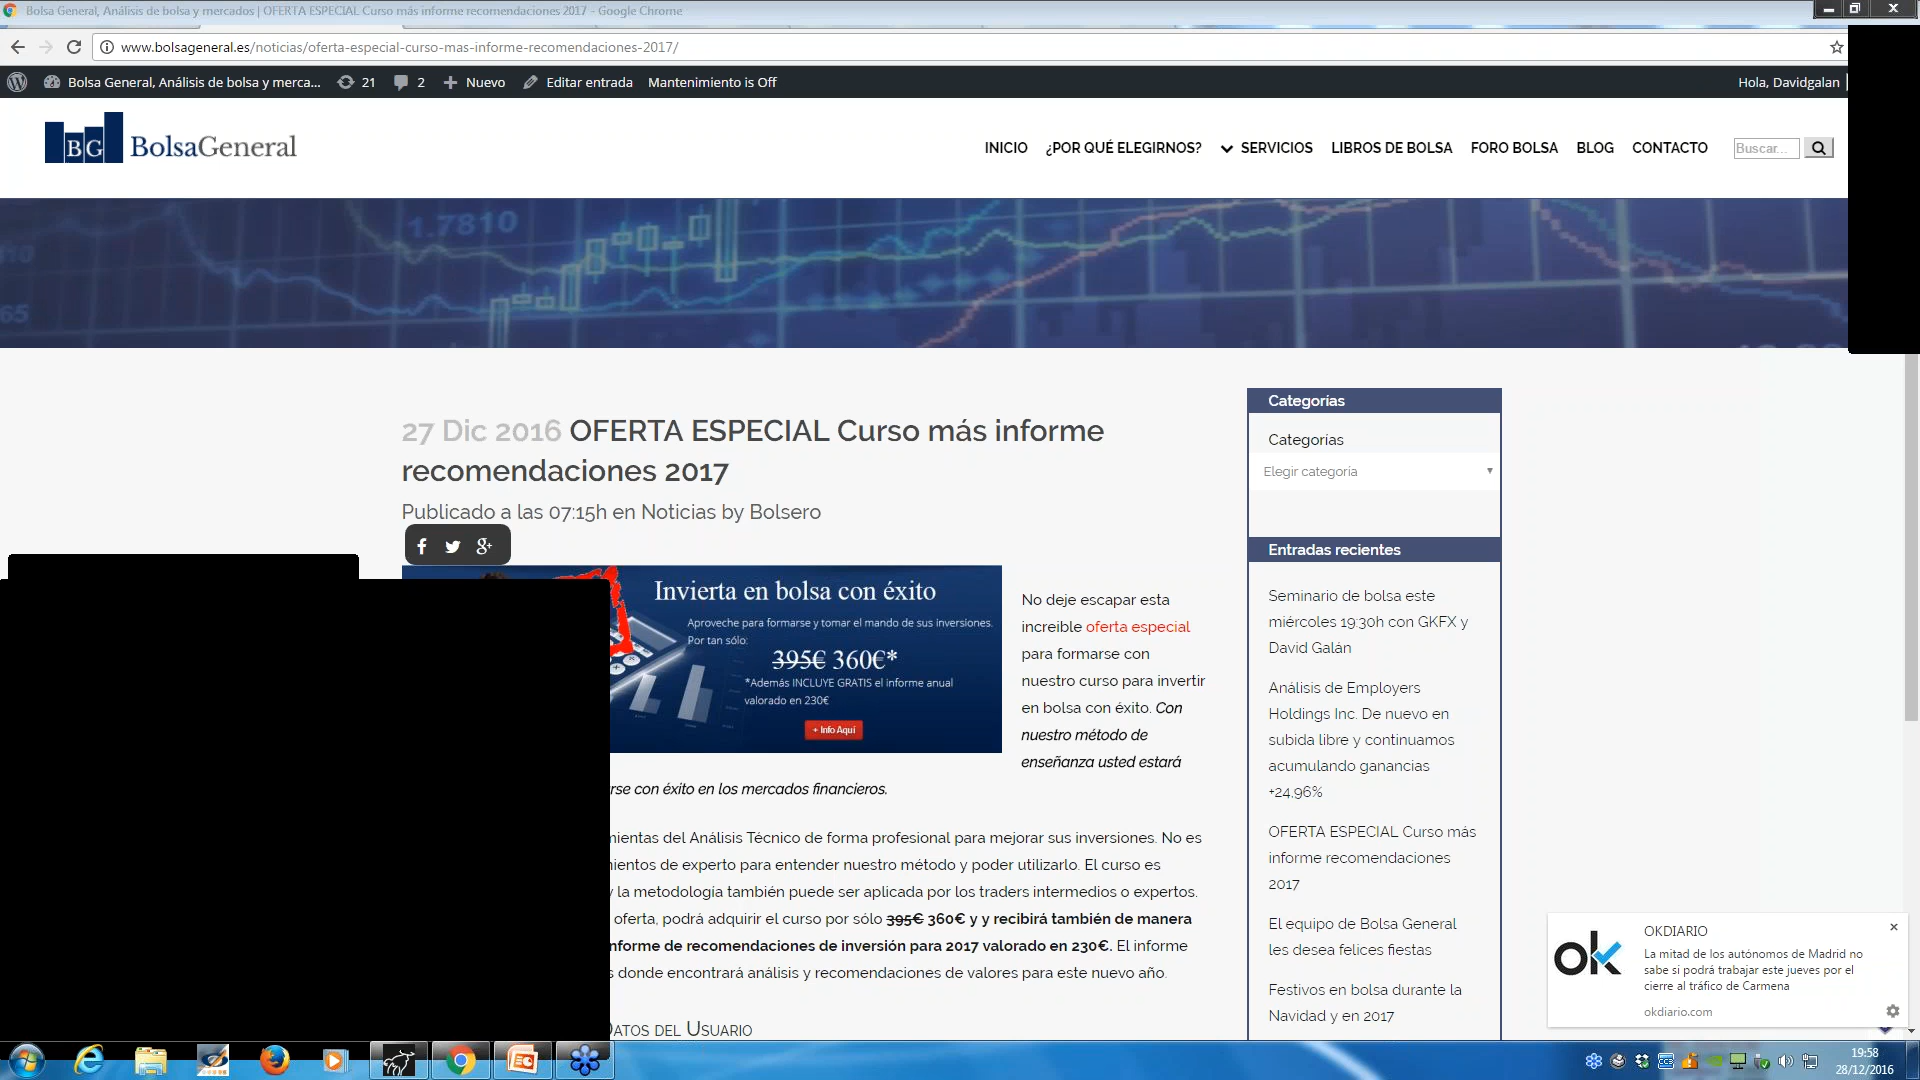 Bolsa General, Análisis de bolsa y mercados | OFERTA ESPECIAL Curso más informe recomendaciones 2017 - Google Chrome
www.bolsageneral.es/noticias/oferta-especial-curso-mas-informe-recomendaciones-2017/
Bolsa General, Análisis de bolsa y merca... 21 2 Nuevo Editar entrada Mantenimiento is Off Hola, Davidgalan
BG BolsaGeneral
INICIO ¿POR QUÉ ELEGIRNOS? SERVICIOS LIBROS DE BOLSA FORO BOLSA BLOG CONTACTO Buscar...
1.7810
65
27 Dic 2016 OFERTA ESPECIAL Curso más informe
recomendaciones 2017
Publicado a las 07:15h en Noticias by Bolsero
Invierta en bolsa con éxito
Aproveche para formarse y tomar el mando de sus inversiones.
Por tan sólo:
395€ 360€*
*Además INCLUYE GRATIS el informe anual
valorado en 230€
+ Info Aquí
No deje escapar esta
increible oferta especial
para formarse con
nuestro curso para invertir
en bolsa con éxito. Con
nuestro método de
enseñanza usted estará
rse con éxito en los mercados financieros.
mientas del Análisis Técnico de forma profesional para mejorar sus inversiones. No es
mientos de experto para entender nuestro método y poder utilizarlo. El curso es
y la metodología también puede ser aplicada por los traders intermedios o expertos.
oferta, podrá adquirir el curso por sólo 395€ 360€ y y recibirá también de manera
nforme de recomendaciones de inversión para 2017 valorado en 230€. El informe
s donde encontrará análisis y recomendaciones de valores para este nuevo año.
Datos del Usuario
Categorías
Categorías
Elegir categoría
Entradas recientes
Seminario de bolsa este
miércoles 19:30h con GKFX y
David Galán
Análisis de Employers
Holdings Inc. De nuevo en
subida libre y continuamos
acumulando ganancias
+24,96%
OFERTA ESPECIAL Curso más
informe recomendaciones
2017
El equipo de Bolsa General
les desea felices fiestas
Festivos en bolsa durante la
Navidad y en 2017
ok
OKDIARIO
La mitad de los autónomos de Madrid no
sabe si podrá trabajar este jueves por el
cierre al tráfico de Carmena
okdiario.com
19:58
28/12/2016